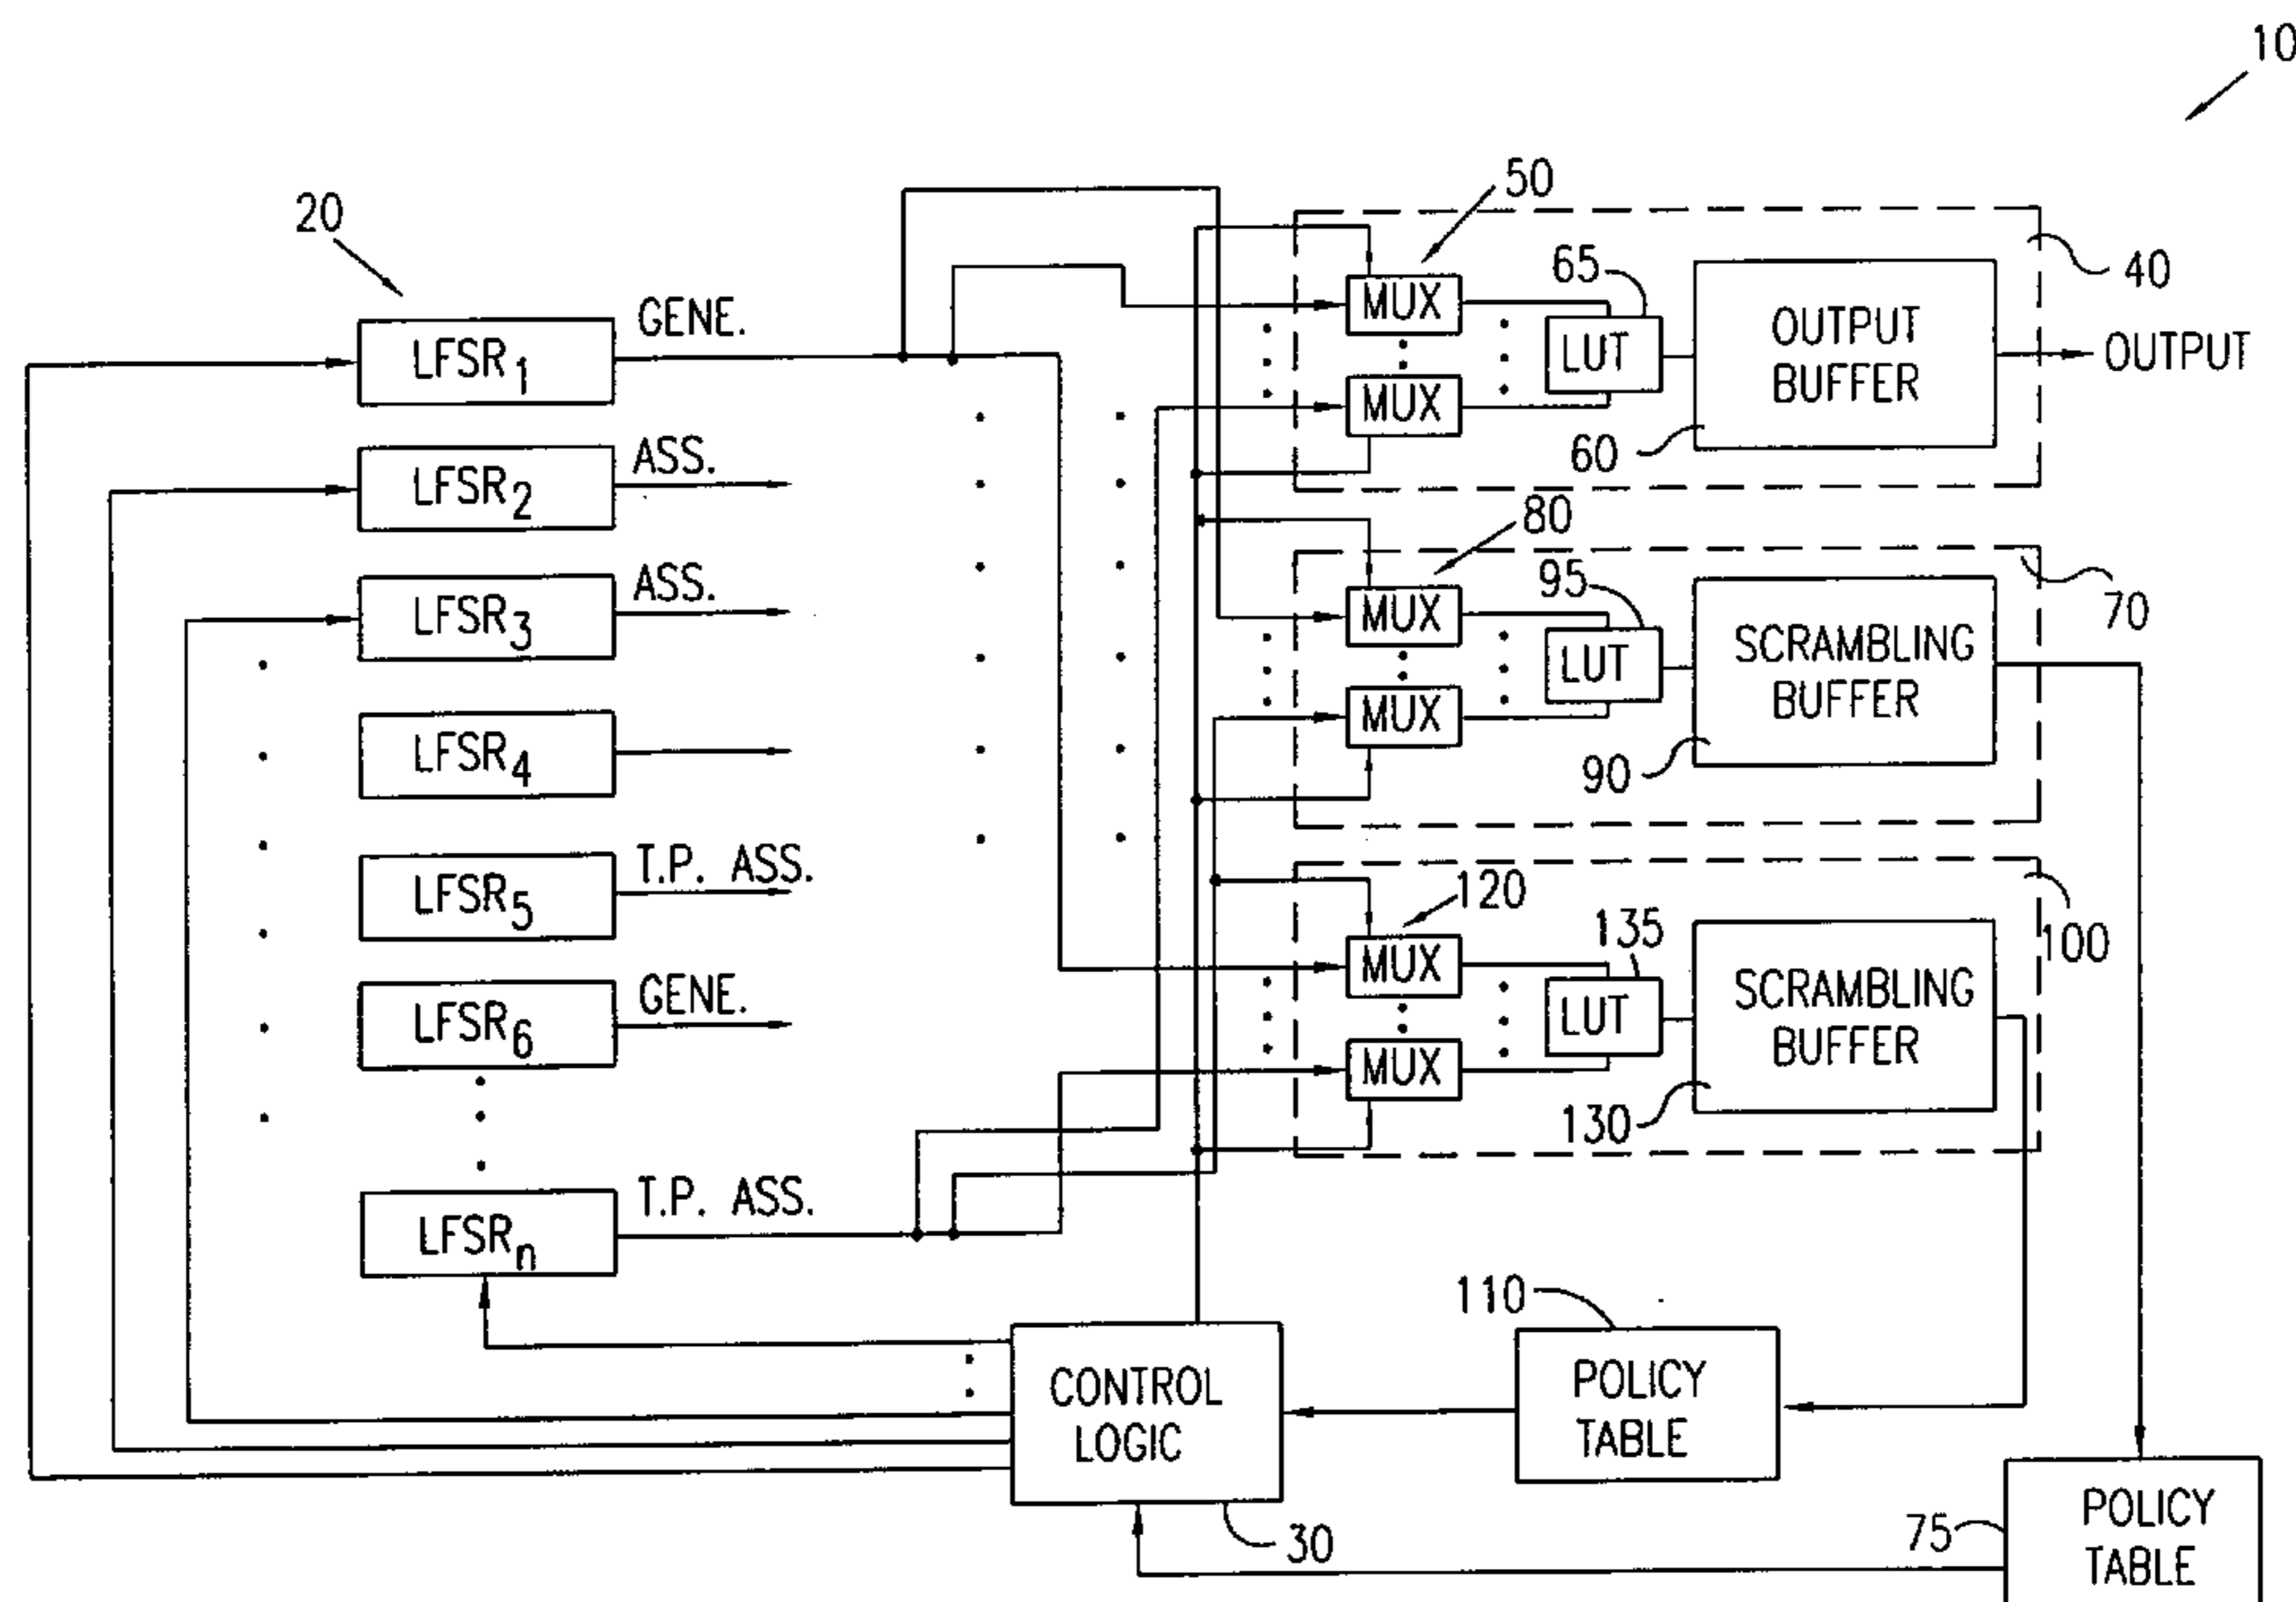 10
20
50
LFSR1
GENE.
MUX
65
LUT
OUTPUT
BUFFER
40
OUTPUT
MUX
60
LFSR2
ASS.
LFSR3
ASS.
80
MUX
95
LUT
SCRAMBLING
BUFFER
70
MUX
90
LFSR4
LFSR5
T.P. ASS.
120
MUX
135
LUT
SCRAMBLING
BUFFER
100
MUX
130
LFSR6
GENE.
LFSRn
T.P. ASS.
CONTROL
LOGIC
30
110
POLICY
TABLE
75
POLICY
TABLE